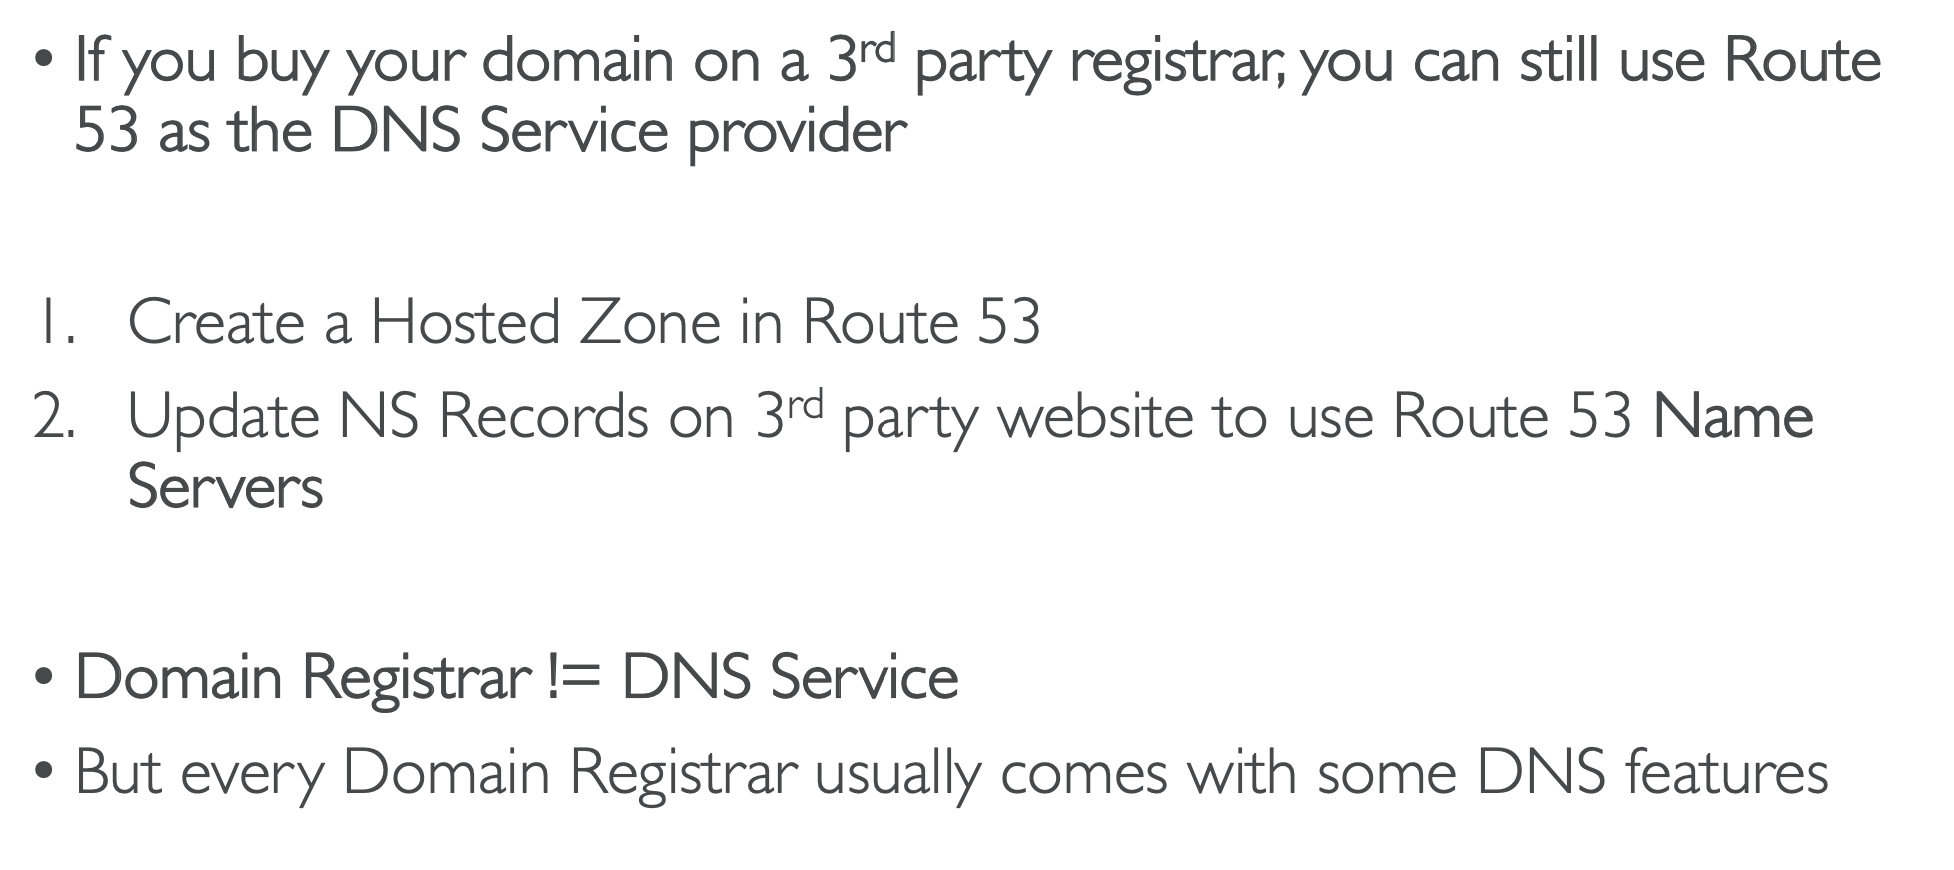 • If you buy your domain on a 3rd party registrar, you can still use Route
53 as the DNS Service provider
1. Create a Hosted Zone in Route 53
2. Update NS Records on 3rd party website to use Route 53 Name
Servers
• Domain Registrar != DNS Service
• But every Domain Registrar usually comes with some DNS features